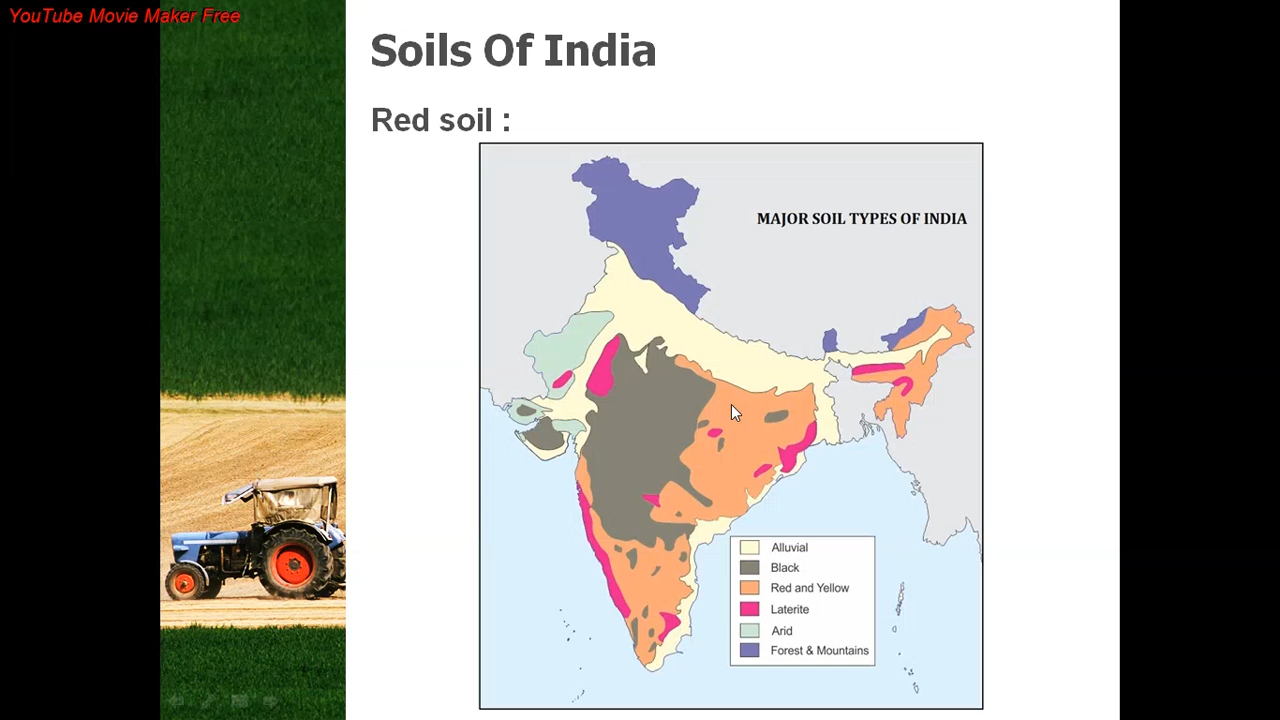 YouTube Movie Maker Free
Soils Of India
Red soil :
MAJOR SOIL TYPES OF INDIA
Alluvial
Black
Red and Yellow
Laterite
Arid
Forest & Mountains